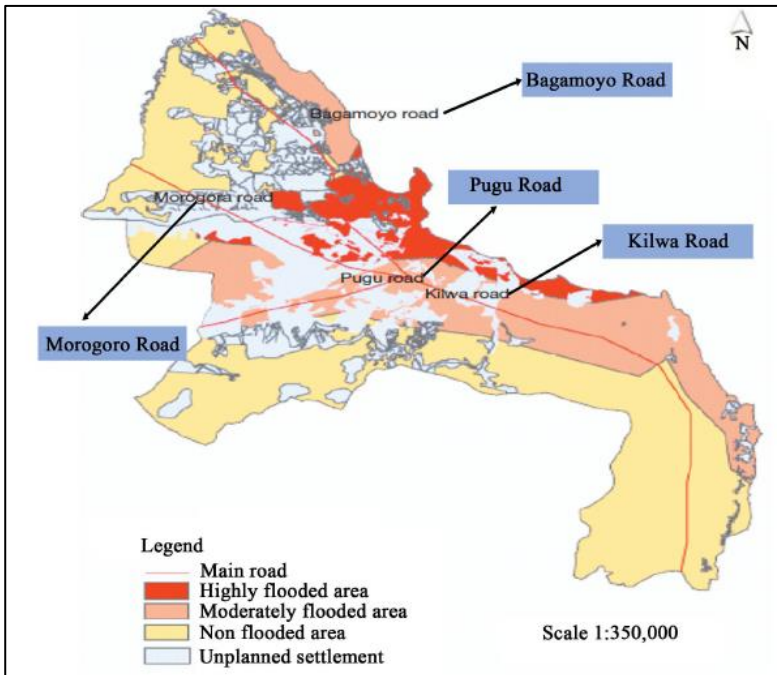 N
Bagamoyo Road
Bagamoyo road
Pugu Road
Morogora road
Kilwa Road
Pugu road
Kilwa road
Morogoro Road
Legend
Main road
Highly flooded area
Moderately flooded area
Non flooded area
Unplanned settlement
Scale 1:350,000